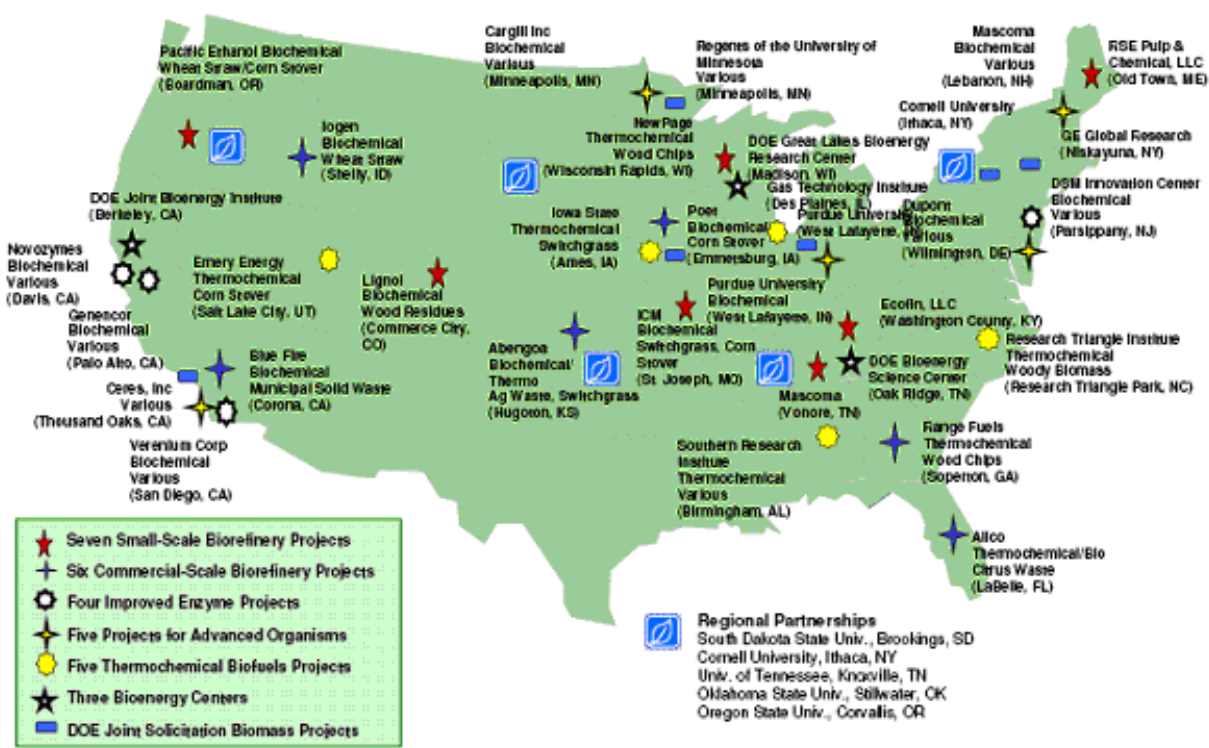 Pacific Ethanol Biochemical
Wheat Straw/Corn Stover
(Boardman, OR)
Cargill Inc
Biochemical
Various
(Minneapolis, MN)
Regents of the University of
Minnesota
Various
(Minneapolis, MN)
Mascoma
Biochemical
Various
(Lebanon, NH)
RSE Pulp &
Chemical, LLC
(Old Town, ME)
Iogen
Biochemical
Wheat Straw
(Shelly, ID)
NewPage
Thermochemical
Wood Chips
(Wisconsin Rapids, WI)
DOE Great Lakes Bioenergy
Research Center
(Madison, WI)
Cornell University
(Ithaca, NY)
GE Global Research
(Niskayuna, NY)
DOE Joint Bioenergy Institute
(Berkeley, CA)
Iowa State
Thermochemical
Switchgrass
(Ames, IA)
Poet
Biochemical
Corn Stover
(Emmetsburg, IA)
Gas Technology Institute
(Des Plaines, IL)
Purdue University
(West Lafayette, IN)
Dupont
Biochemical
Various
(Wilmington, DE)
DSM Innovation Center
Biochemical
Various
(Parsippany, NJ)
Novozymes
Biochemical
Various
(Davis, CA)
Emery Energy
Thermochemical
Corn Stover
(Salt Lake City, UT)
Lignol
Biochemical
Wood Residues
(Commerce City,
CO)
Purdue University
Biochemical
(West Lafayette, IN)
Genencor
Biochemical
Various
(Palo Alto, CA)
Abengoa
Biochemical/
Thermo
Ag Waste, Switchgrass
(Hugoton, KS)
ICM
Biochemical
Switchgrass, Corn
Stover
(St. Joseph, MO)
Ecolin, LLC
(Washington County, KY)
Research Triangle Institute
Thermochemical
Woody Biomass
(Research Triangle Park, NC)
Blue Fire
Biochemical
Municipal Solid Waste
(Corona, CA)
DOE Bioenergy
Science Center
(Oak Ridge, TN)
Ceres, Inc
Various
(Thousand Oaks, CA)
Mascoma
(Vonore, TN)
Verenium Corp
Biochemical
Various
(San Diego, CA)
Southern Research
Institute
Thermochemical
Various
(Birmingham, AL)
Range Fuels
Thermochemical
Wood Chips
(Soperton, GA)
Alico
Thermochemical/Bio
Citrus Waste
(LaBelle, FL)
Seven Small-Scale Biorefinery Projects
Six Commercial-Scale Biorefinery Projects
Four Improved Enzyme Projects
Five Projects for Advanced Organisms
Five Thermochemical Biofuels Projects
Three Bioenergy Centers
DOE Joint Solicitation Biomass Projects
Regional Partnerships
South Dakota State Univ., Brookings, SD
Cornell University, Ithaca, NY
Univ. of Tennessee, Knoxville, TN
Oklahoma State Univ., Stillwater, OK
Oregon State Univ., Corvallis, OR